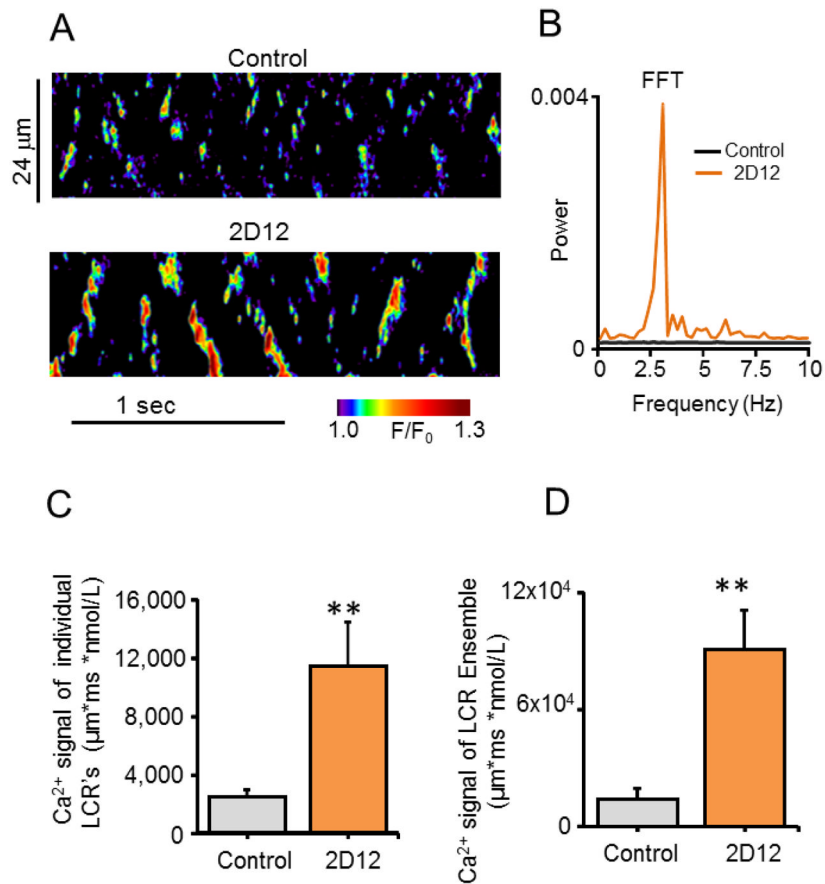 A
Control
24 µm
2D12
1 sec
1.0 F/F₀ 1.3
B
FFT
0.004
Control
2D12
Power
0
0 2.5 5 7.5 10
Frequency (Hz)
C
Ca²⁺ signal of individual
LCR's (µm*ms *nmol/L)
16,000
12,000
8,000
4,000
0
**
Control 2D12
D
Ca²⁺ signal of LCR Ensemble
(µm*ms *nmol/L)
12x10⁴
6x10⁴
0
**
Control 2D12